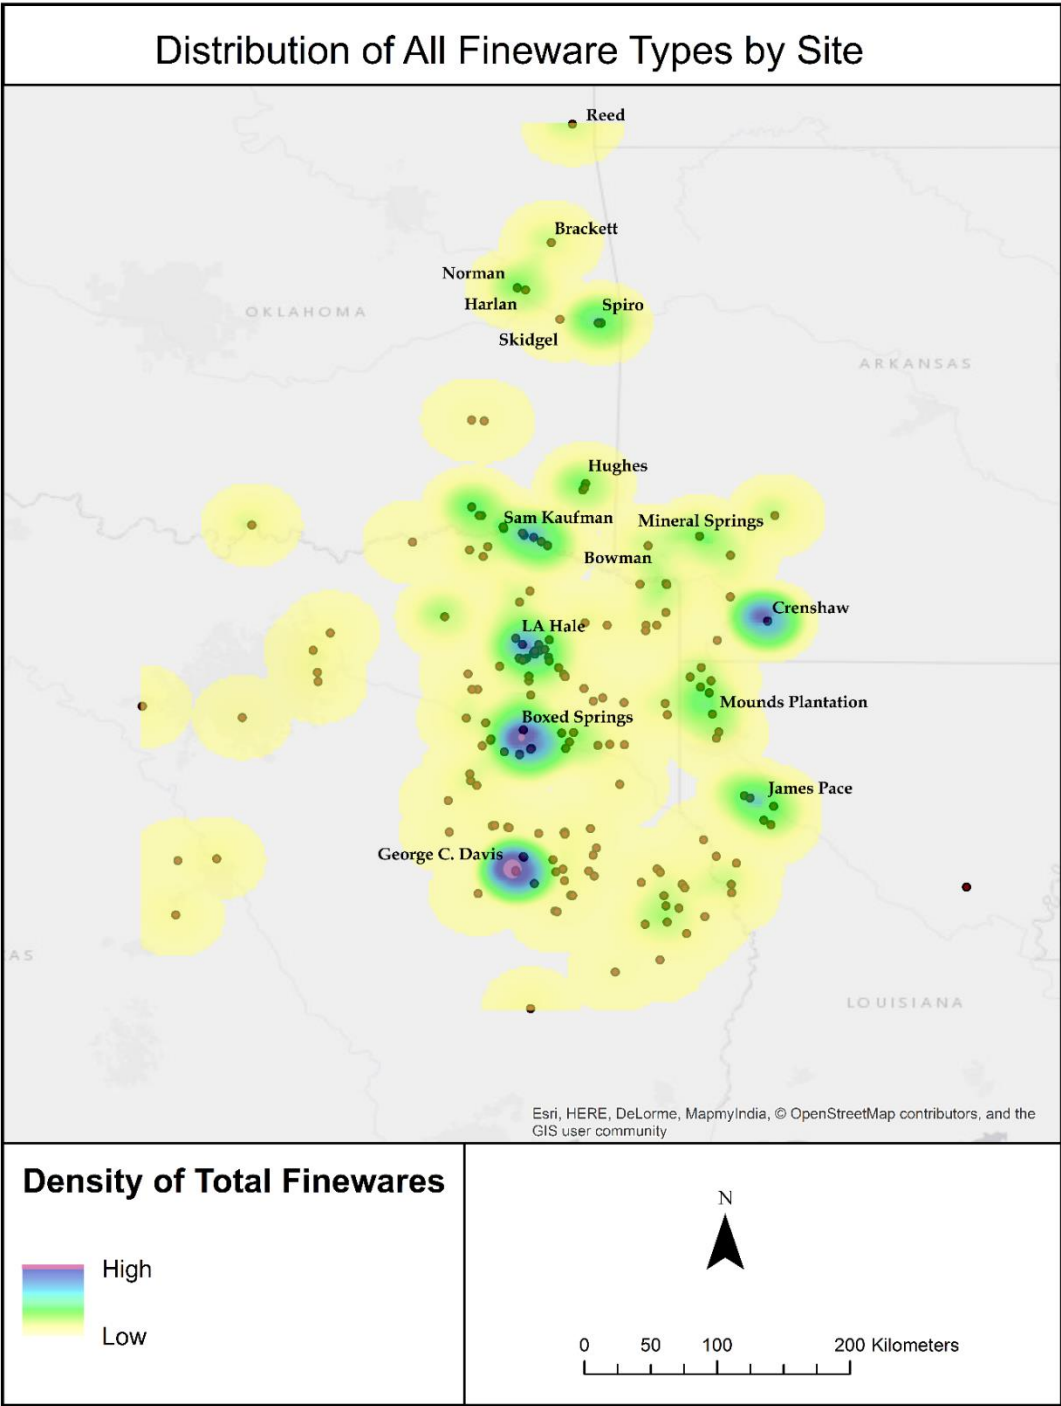 Distribution of All Fineware Types by Site
Reed
Brackett
Norman
Harlan
Spiro
OKLAHOMA
Skidgel
ARKANSAS
Hughes
Sam Kaufman
Mineral Springs
Bowman
Crenshaw
LA Hale
Mounds Plantation
Boxed Springs
James Pace
George C. Davis
AS
LOUISIANA
Esri, HERE, DeLorme, MapmyIndia, © OpenStreetMap contributors, and the
GIS user community
Density of Total Finewares
High
Low
N
0 50 100 200 Kilometers